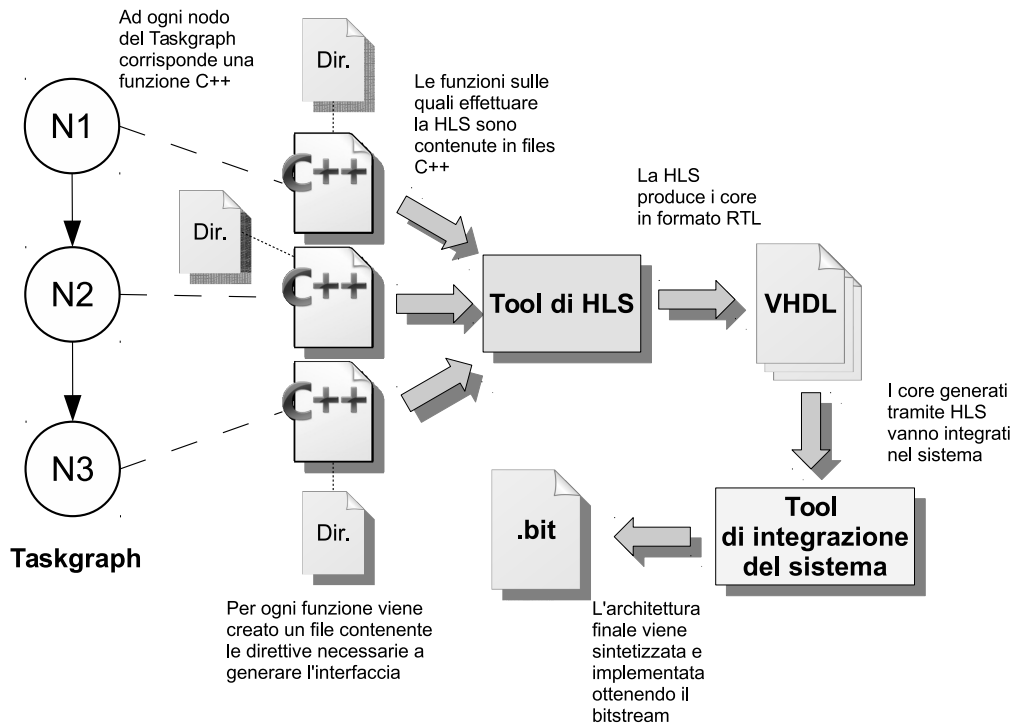 Ad ogni nodo
del Taskgraph
corrisponde una
funzione C++
Dir.
Le funzioni sulle
quali effettuare
la HLS sono
contenute in files
C++
N1
C++
La HLS
produce i core
in formato RTL
Dir.
N2
C++
Tool di HLS
VHDL
C++
I core generati
tramite HLS
vanno integrati
nel sistema
N3
Dir.
.bit
Tool
di integrazione
del sistema
Taskgraph
Per ogni funzione viene
creato un file contenente
le direttive necessarie a
generare l'interfaccia
L'architettura
finale viene
sintetizzata e
implementata
ottenendo il
bitstream